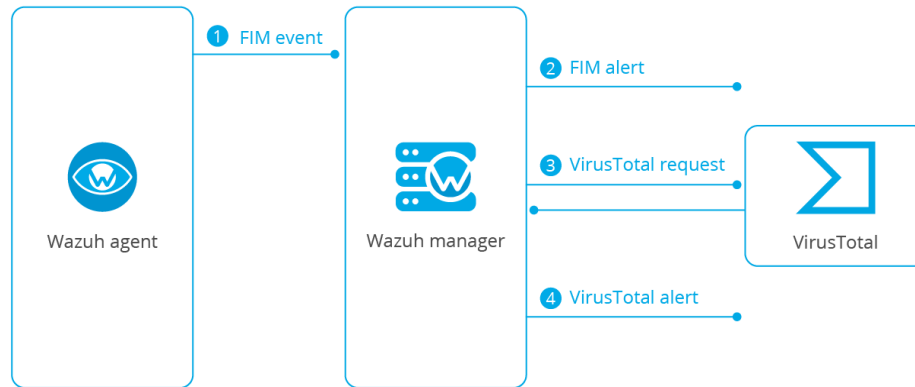 1 FIM event
2 FIM alert
3 VirusTotal request
Wazuh agent
Wazuh manager
VirusTotal
4 VirusTotal alert